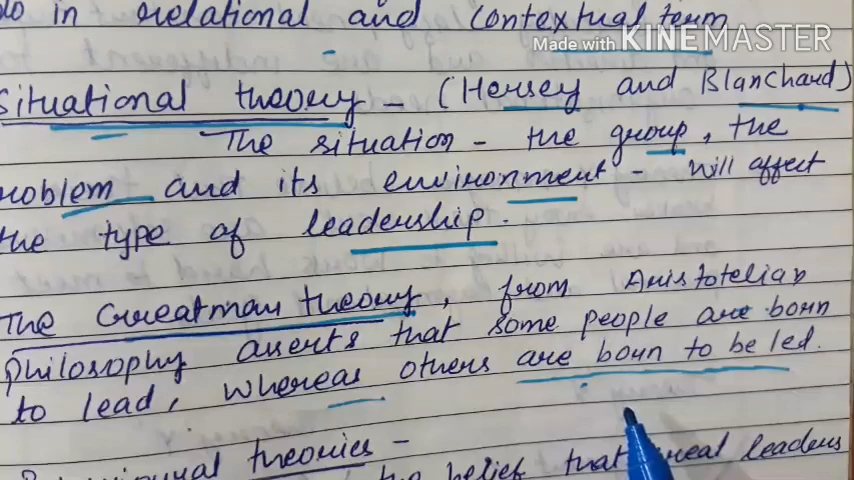 do in relational and Contextual term
Made with KINEMASTER
situational theory - (Hersey and Blanchard)
The situation - the group, the
roblem and its environment - will affect
the type of leadership.
The Greatman theory, from Aristotelian
philosophy asserts that some people are born
to lead, whereas others are born to be led.
theories -
belief that great leaders